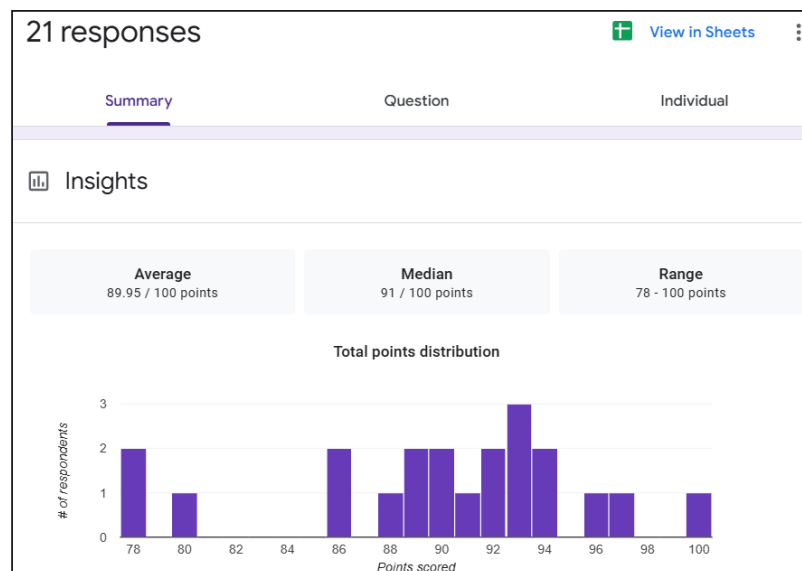 21 responses
View in Sheets
Summary Question Individual
Insights
Average
89.95 / 100 points
Median
91 / 100 points
Range
78 - 100 points
Total points distribution
# of respondents
3
2
1
0
78 80 82 84 86 88 90 92 94 96 98 100
Points scored